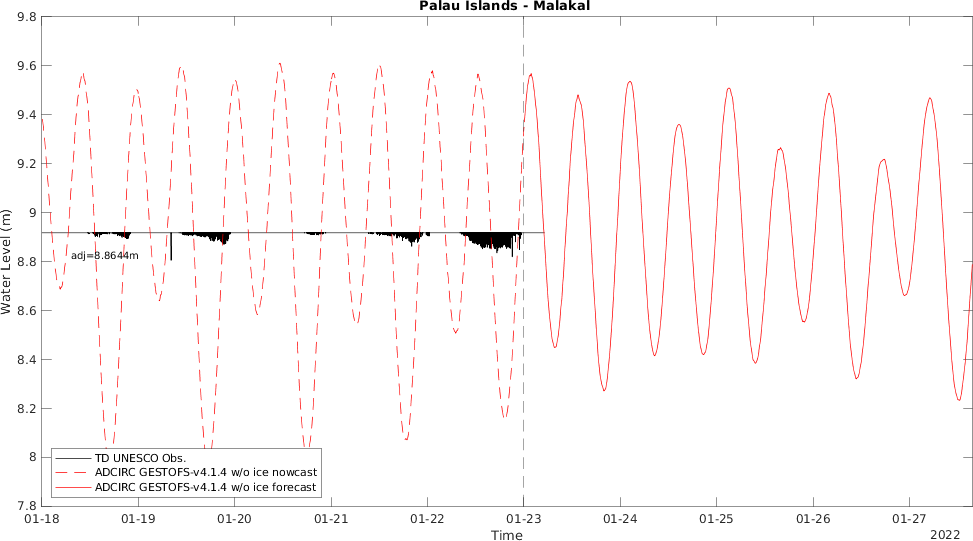 Palau Islands - Malakal
9.8
9.6
9.4
9.2
9
8.8
8.6
8.4
8.2
8
7.8
Water Level (m)
adj=8.8644m
TD UNESCO Obs.
ADCIRC GESTOFS-v4.1.4 w/o ice nowcast
ADCIRC GESTOFS-v4.1.4 w/o ice forecast
01-18 01-19 01-20 01-21 01-22 01-23 01-24 01-25 01-26 01-27
Time
2022